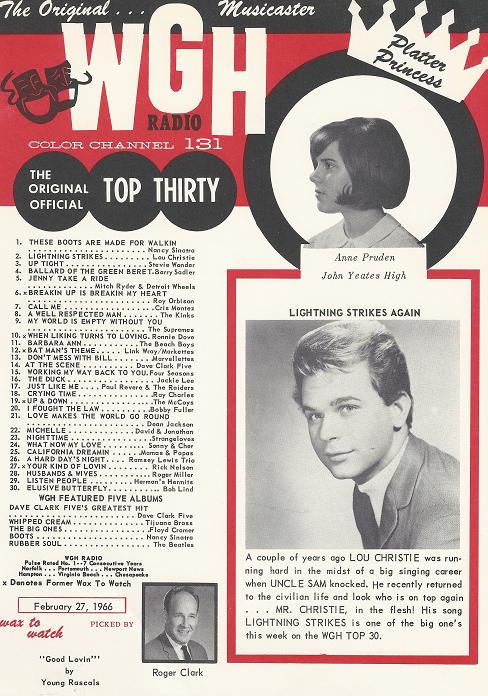 The Original . . . Musicaster
WGH
RADIO
COLOR CHANNEL 131
Platter
Princess
THE
ORIGINAL
OFFICIAL
TOP THIRTY
Anne Pruden
John Yeates High
1. THESE BOOTS ARE MADE FOR WALKIN
. . . . . . . . . . . . . . Nancy Sinatra
2. LIGHTNING STRIKES . . . . . . . . Lou Christie
3. UP TIGHT . . . . . . . . . . . . . Stevie Wonder
4. BALLARD OF THE GREEN BERET-Barry Sadler
5. JENNY TAKE A RIDE
. . . . . . . . Mitch Ryder & Detroit Wheels
6. x BREAKIN UP IS BREAKIN MY HEART
. . . . . . . . . . . . . . Roy Orbison
7. CALL ME . . . . . . . . . . . . . Cris Montez
8. A WELL RESPECTED MAN . . . . . The Kinks
9. MY WORLD IS EMPTY WITHOUT YOU
. . . . . . . . . . . . . . The Supremes
10. x WHEN LIKING TURNS TO LOVING. Ronnie Dove
11. BARBARA ANN . . . . . . . . The Beach Boys
12. x BAT MAN'S THEME . . . . . Link Wray/Markettes
13. DON'T MESS WITH BILL . . . . . Marvellettes
14. AT THE SCENE . . . . . . . . Dave Clark Five
15. WORKING MY WAY BACK TO YOU.Four Seasons
16. THE DUCK . . . . . . . . . . . . Jackie Lee
17. JUST LIKE ME . . . . Paul Revere & The Raiders
18. CRYING TIME . . . . . . . . . . . Ray Charles
19. x UP & DOWN . . . . . . . . . . . The McCoys
20. I FOUGHT THE LAW . . . . . . . . Bobby Fuller
21. LOVE MAKES THE WORLD GO ROUND
. . . . . . . . . . . . . . Dean Jackson
22. MICHELLE . . . . . . . . . . David & Jonathan
23. NIGHTTIME . . . . . . . . . . . . Strangeloves
24. WHAT NOW MY LOVE . . . . . . Sonny & Cher
25. CALIFORNIA DREAMIN . . . . Mamas & Papas
26. A HARD DAY'S NIGHT . . . . Ramsey Lewis Trio
27. x YOUR KIND OF LOVIN . . . . . . Rick Nelson
28. HUSBANDS & WIVES . . . . . . . . Roger Miller
29. LISTEN PEOPLE . . . . . . . Herman's Hermits
30. ELUSIVE BUTTERFLY . . . . . . . . . Bob Lind
WGH FEATURED FIVE ALBUMS
DAVE CLARK FIVE'S GREATEST HIT
. . . . . . . . . . . . . . Dave Clark Five
WHIPPED CREAM . . . . . . . . . . Tijuana Brass
THE BIG ONES . . . . . . . . . . . Floyd Cramer
BOOTS . . . . . . . . . . . . . . . Nancy Sinatra
RUBBER SOUL . . . . . . . . . . . . The Beatles
WGH RADIO
Pulse Rated No. 1--7 Consecutive Years
Norfolk . . . Portsmouth . . . Newport News
Hampton . . . Virginia Beach . . . Chesapeake
x Denotes Former Wax To Watch
February 27, 1966
wax to
watch
PICKED BY
"Good Lovin'"
by
Young Rascals
Roger Clark
LIGHTNING STRIKES AGAIN
A couple of years ago LOU CHRISTIE was run-
ning hard in the midst of a big singing career
when UNCLE SAM knocked. He recently returned
to the civilian life and look who is on top again
. . . MR. CHRISTIE, in the flesh! His song
LIGHTNING STRIKES is one of the big one's
this week on the WGH TOP 30.